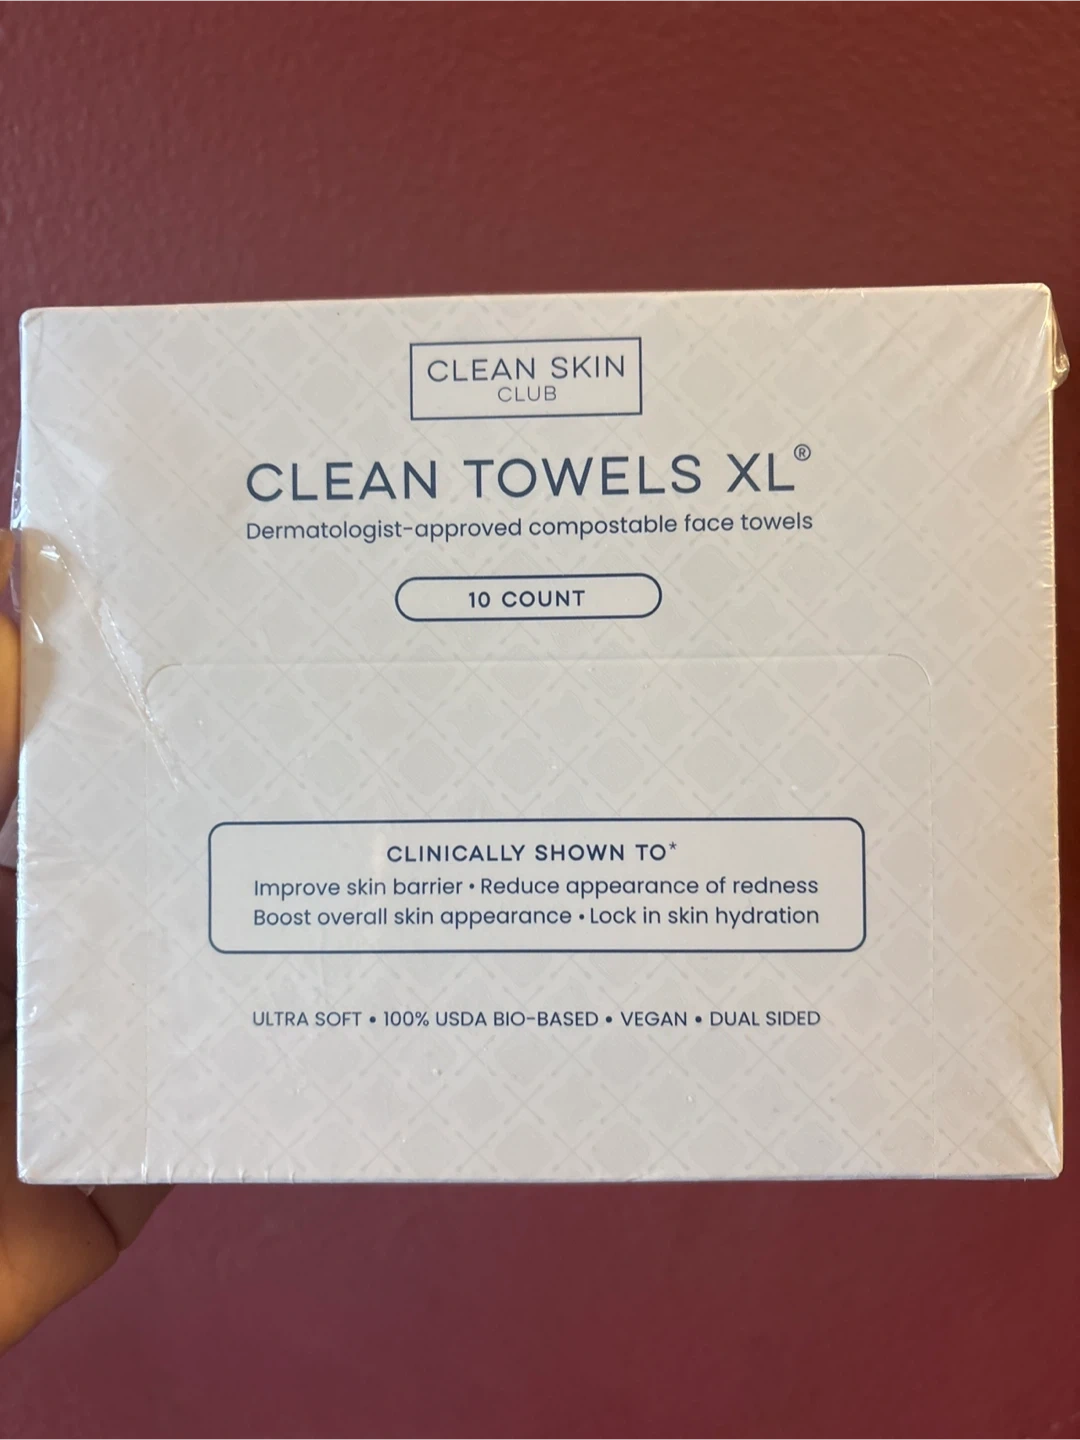 CLEAN SKIN
CLUB
CLEAN TOWELS XL®
Dermatologist-approved compostable face towels
10 COUNT
CLINICALLY SHOWN TO*
Improve skin barrier • Reduce appearance of redness
Boost overall skin appearance • Lock in skin hydration
ULTRA SOFT • 100% USDA BIO-BASED • VEGAN • DUAL SIDED